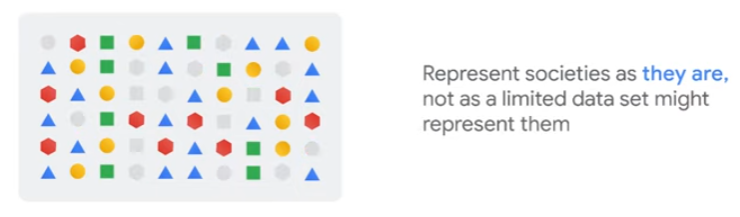 Represent societies as they are,
not as a limited data set might
represent them